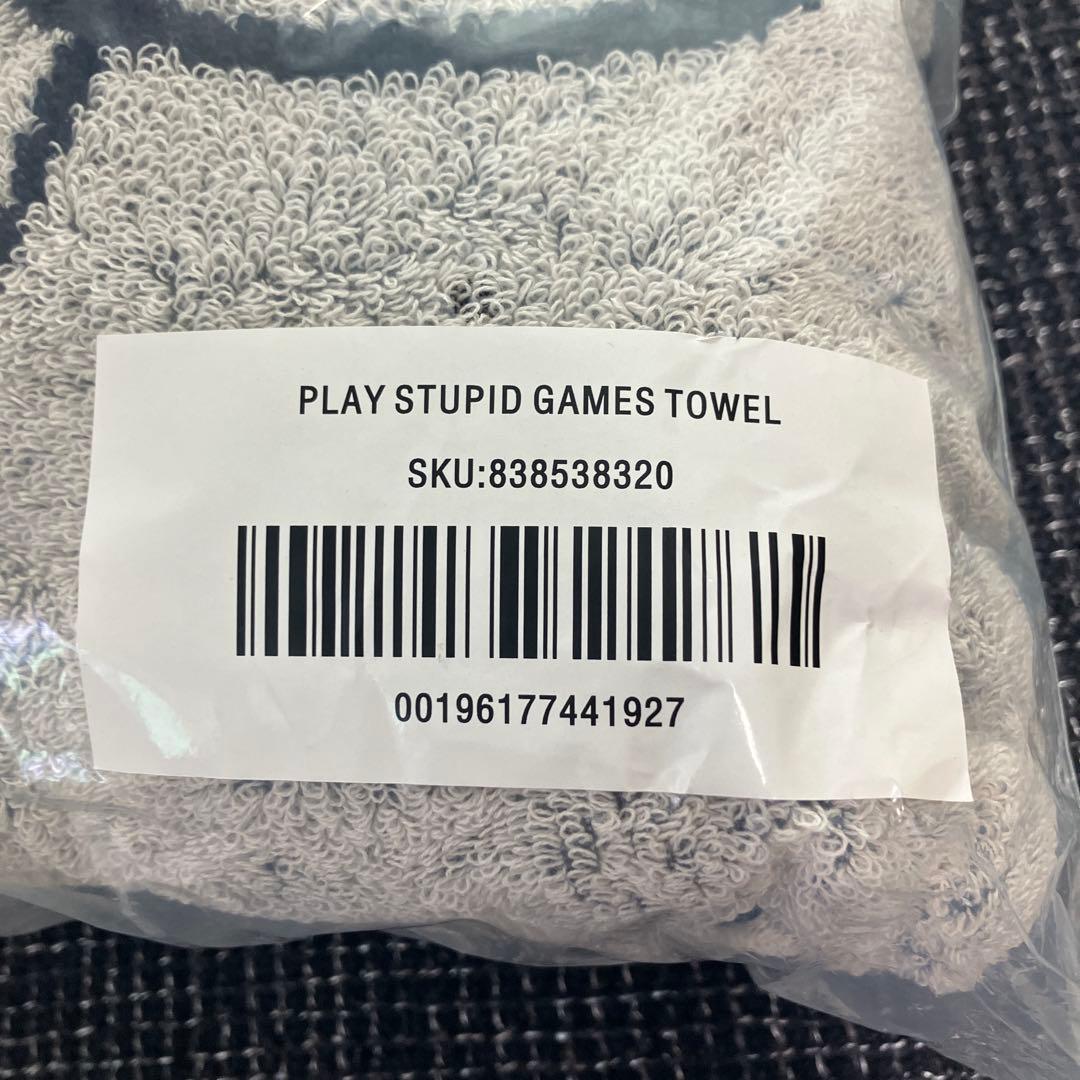 PLAY STUPID GAMES TOWEL
SKU:838538320
00196177441927